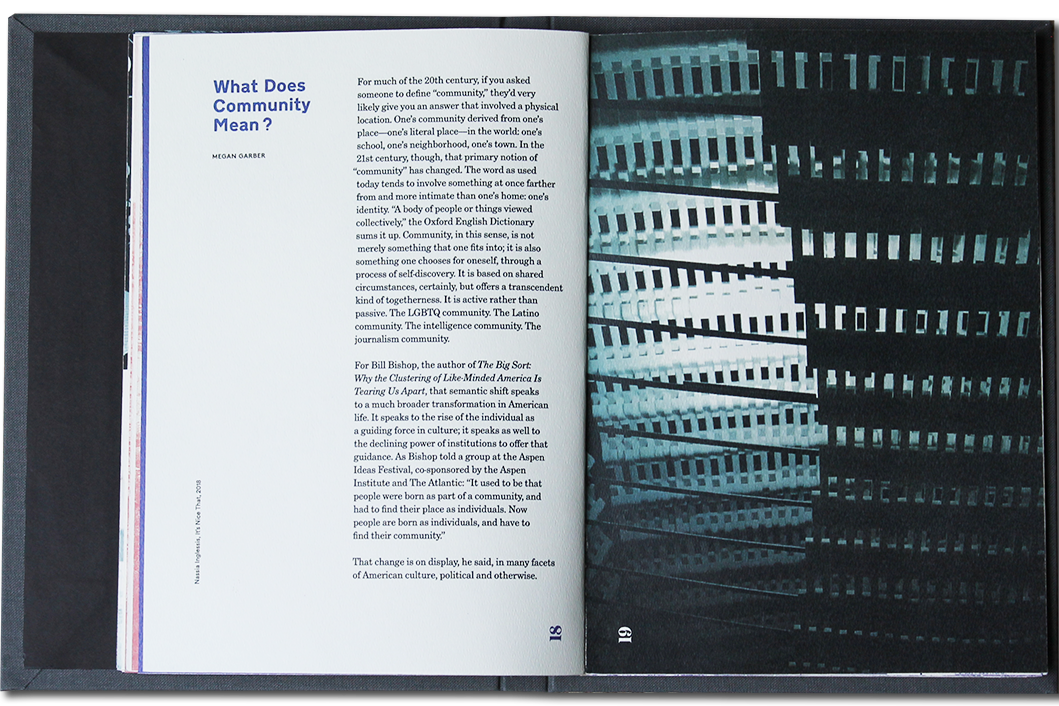 What Does
Community
Mean?
MEGAN GARBER
For much of the 20th century, if you asked
someone to define “community,” they’d very
likely give you an answer that involved a physical
location. One’s community derived from one’s
place—one’s literal place—in the world: one’s
school, one’s neighborhood, one’s town. In the
21st century, though, that primary notion of
“community” has changed. The word as used
today tends to involve something at once farther
from and more intimate than one’s home: one’s
identity. “A body of people or things viewed
collectively,” the Oxford English Dictionary
sums it up. Community, in this sense, is not
merely something that one fits into; it is also
something one chooses for oneself, through a
process of self-discovery. It is based on shared
circumstances, certainly, but offers a transcendent
kind of togetherness. It is active rather than
passive. The LGBTQ community. The Latino
community. The intelligence community. The
journalism community.
For Bill Bishop, the author of The Big Sort:
Why the Clustering of Like-Minded America Is
Tearing Us Apart, that semantic shift speaks
to a much broader transformation in American
life. It speaks to the rise of the individual as
a guiding force in culture; it speaks as well to
the declining power of institutions to offer that
guidance. As Bishop told a group at the Aspen
Ideas Festival, co-sponsored by the Aspen
Institute and The Atlantic: “It used to be that
people were born as part of a community, and
had to find their place as individuals. Now
people are born as individuals, and have to
find their community.”
That change is on display, he said, in many facets
of American culture, political and otherwise.
Nassia Inglessis, It's Nice That, 2018
18
19